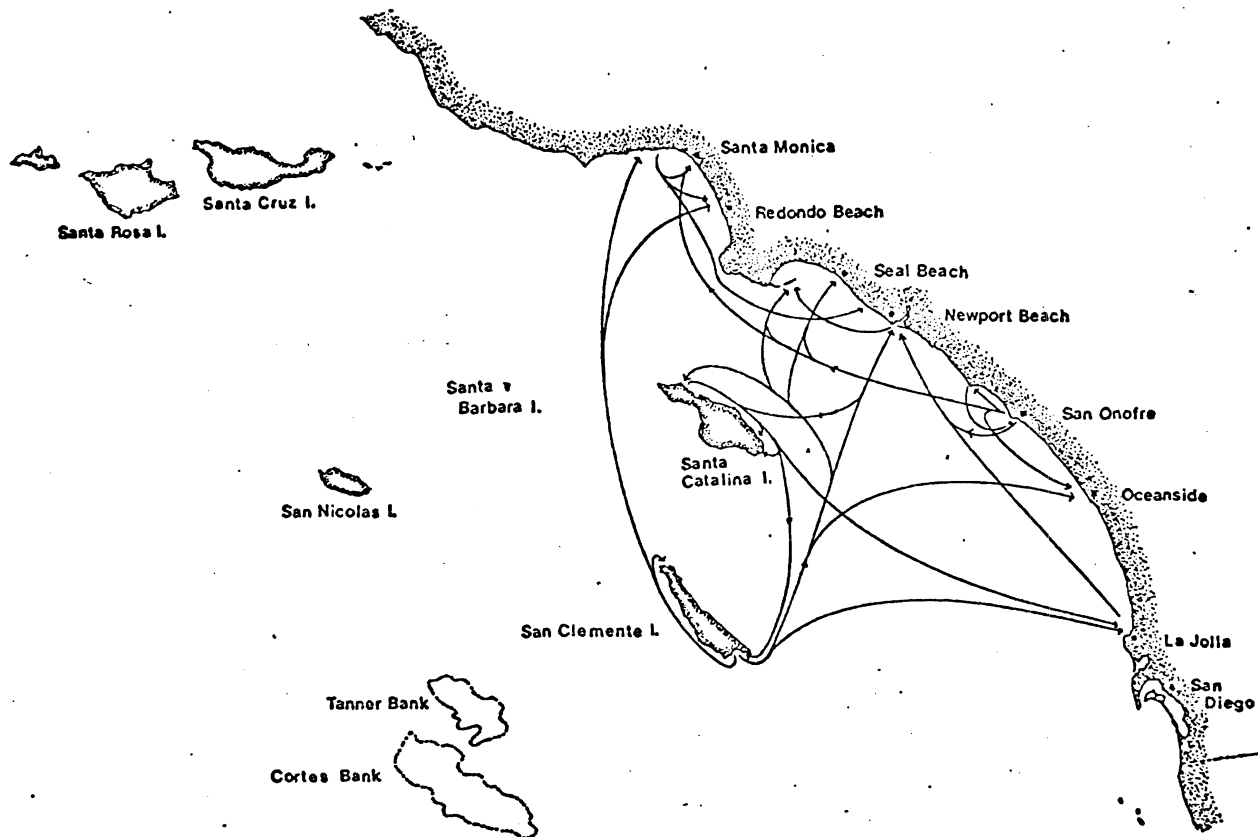 Santa Monica
Santa Cruz I.
Santa Rosa I.
Redondo Beach
Seal Beach
Newport Beach
Santa
Barbara I.
San Onofre
Santa
Catalina I.
Oceanside
San Nicolas I.
San Clemente I.
La Jolla
San
Diego
Tanner Bank
Cortes Bank